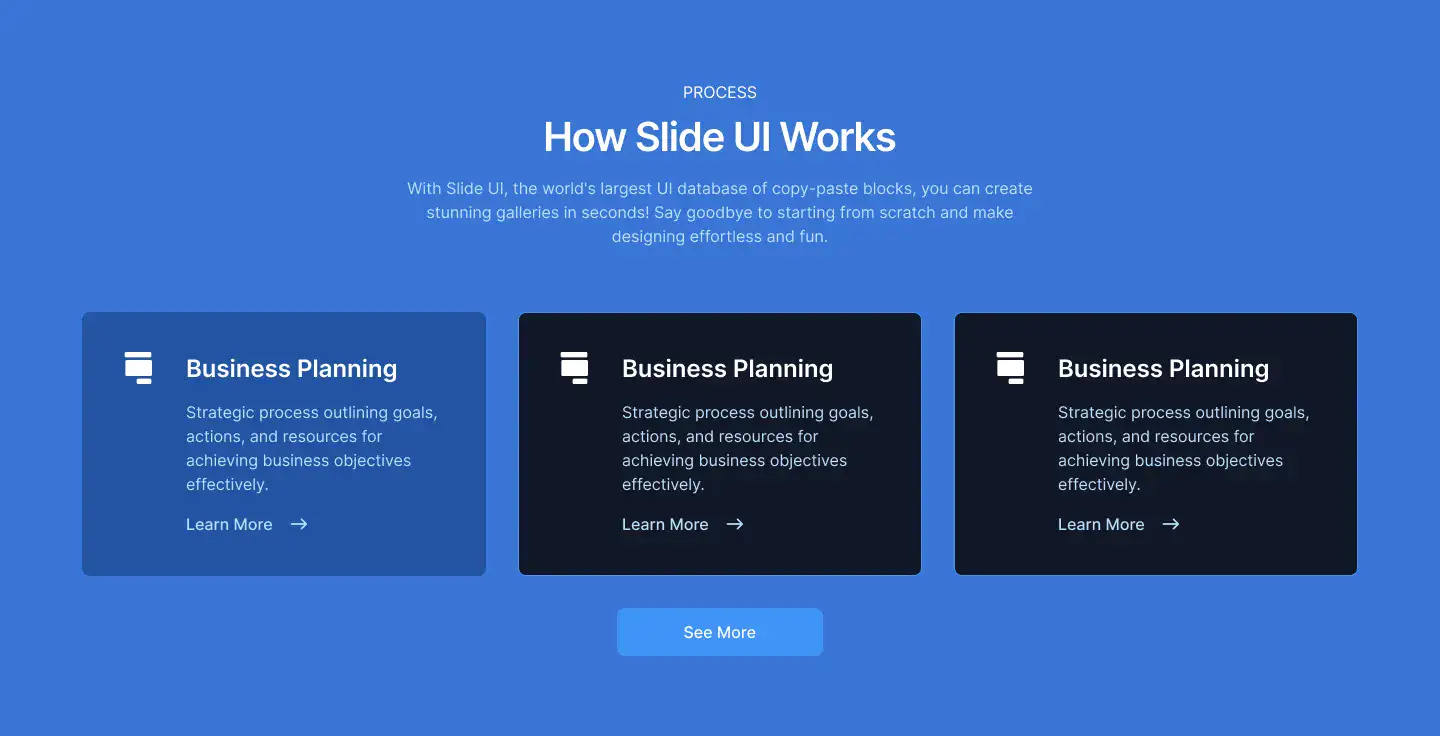 PROCESS
How Slide UI Works
With Slide UI, the world's largest UI database of copy-paste blocks, you can create
stunning galleries in seconds! Say goodbye to starting from scratch and make
designing effortless and fun.
Business Planning
Strategic process outlining goals,
actions, and resources for
achieving business objectives
effectively.
Learn More
Business Planning
Strategic process outlining goals,
actions, and resources for
achieving business objectives
effectively.
Learn More
Business Planning
Strategic process outlining goals,
actions, and resources for
achieving business objectives
effectively.
Learn More
See More